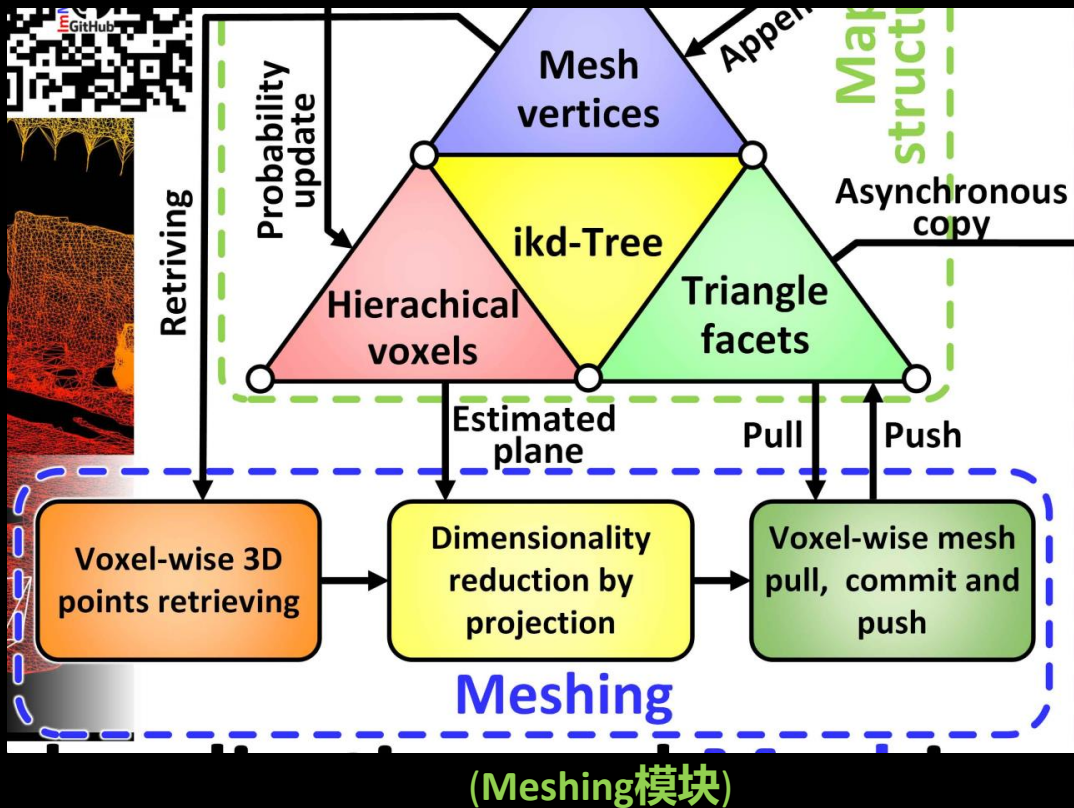 GitHub
Mesh
vertices
Appen
Map
structu
Probability
update
Retriving
Asynchronous
copy
ikd-Tree
Hierachical
voxels
Triangle
facets
Estimated
plane
Pull
Push
Voxel-wise 3D
points retrieving
Dimensionality
reduction by
projection
Voxel-wise mesh
pull, commit and
push
Meshing
(Meshing模块)